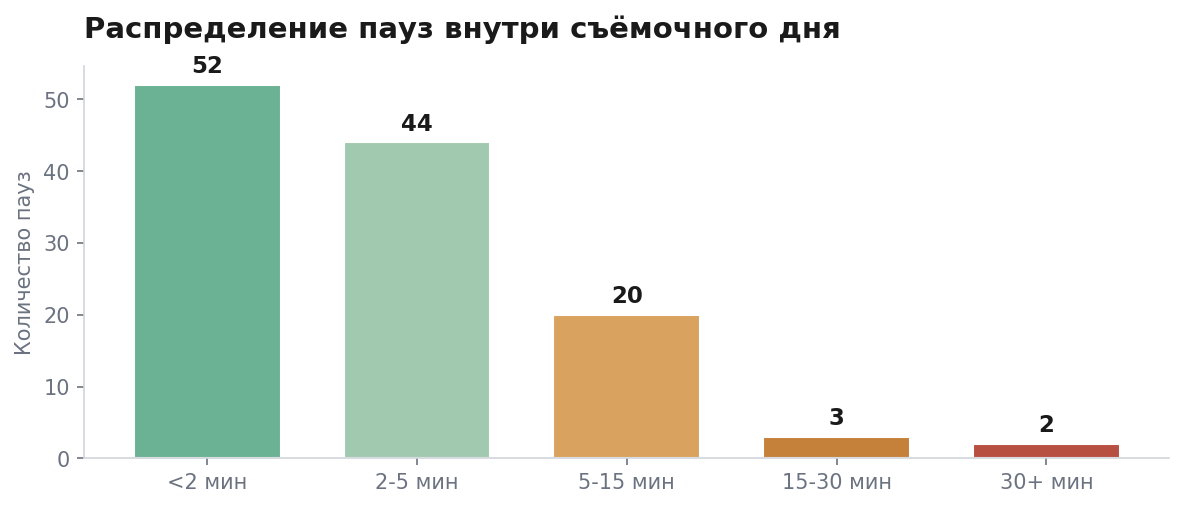 Распределение пауз внутри съёмочного дня
Количество пауз
50
40
30
20
10
0
52
44
20
3
2
<2 мин
2-5 мин
5-15 мин
15-30 мин
30+ мин